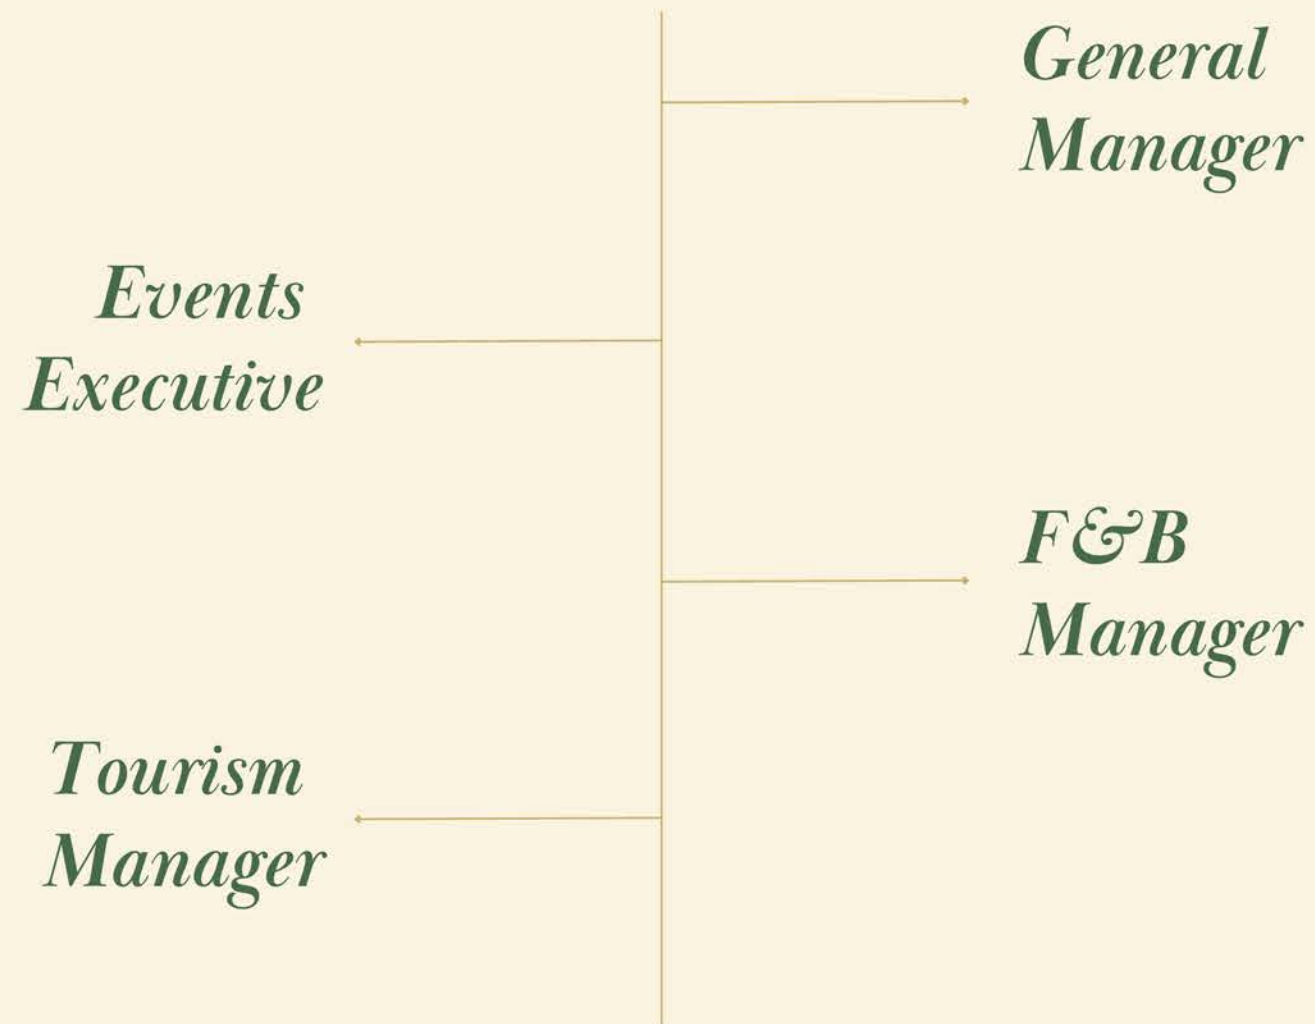 General
Manager
Events
Executive
F&B
Manager
Tourism
Manager